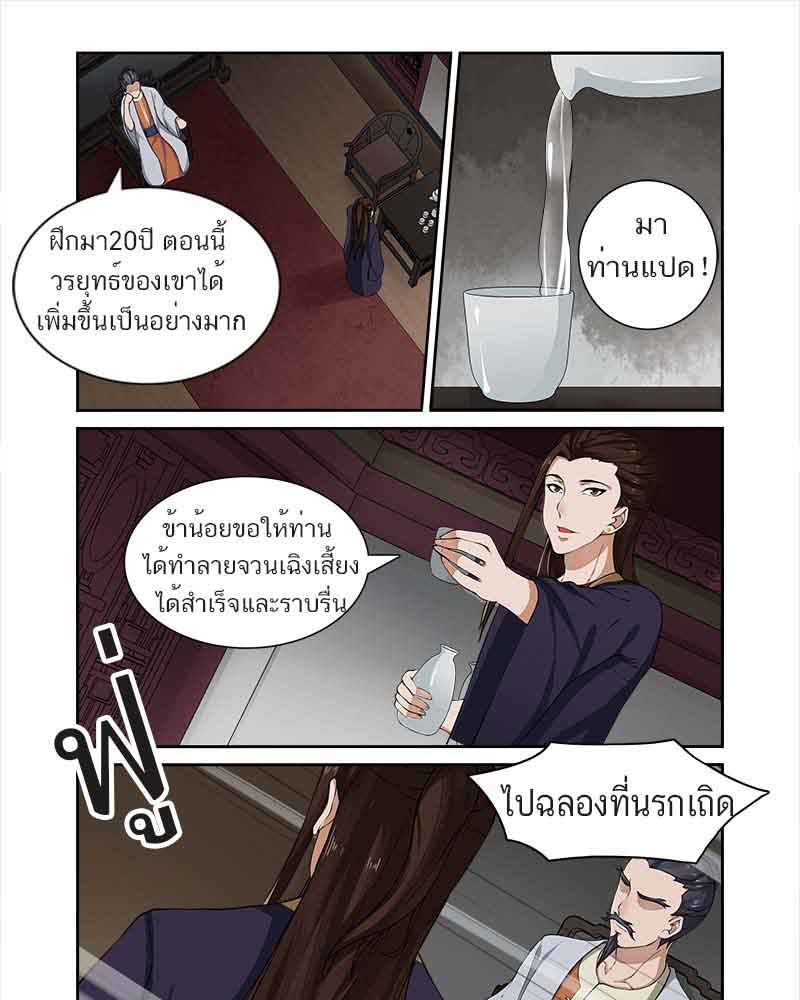 ฝึกมา20ปี ตอนนี้
วรยุทธ์ของเขาได้
เพิ่มขึ้นเป็นอย่างมาก
มา
ท่านแปด!
ข้าน้อยขอให้ท่าน
ได้ทำลายจวนเฉิงเสี้ยง
ได้สำเร็จและราบรื่น
ฟู่
ไปฉลองที่นรกเถิด